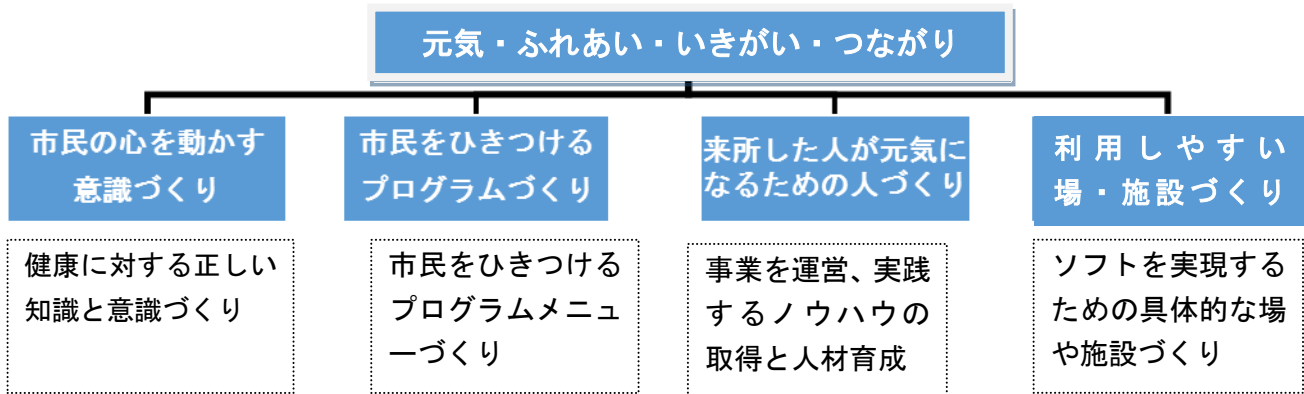 元気・ふれあい・いきがい・つながり
市民の心を動かす
意識づくり
市民をひきつける
プログラムづくり
来所した人が元気に
なるための人づくり
利用しやすい
場・施設づくり
健康に対する正しい
知識と意識づくり
市民をひきつける
プログラムメニュ
ーづくり
事業を運営、実践
するノウハウの
取得と人材育成
ソフトを実現する
ための具体的な場
や施設づくり